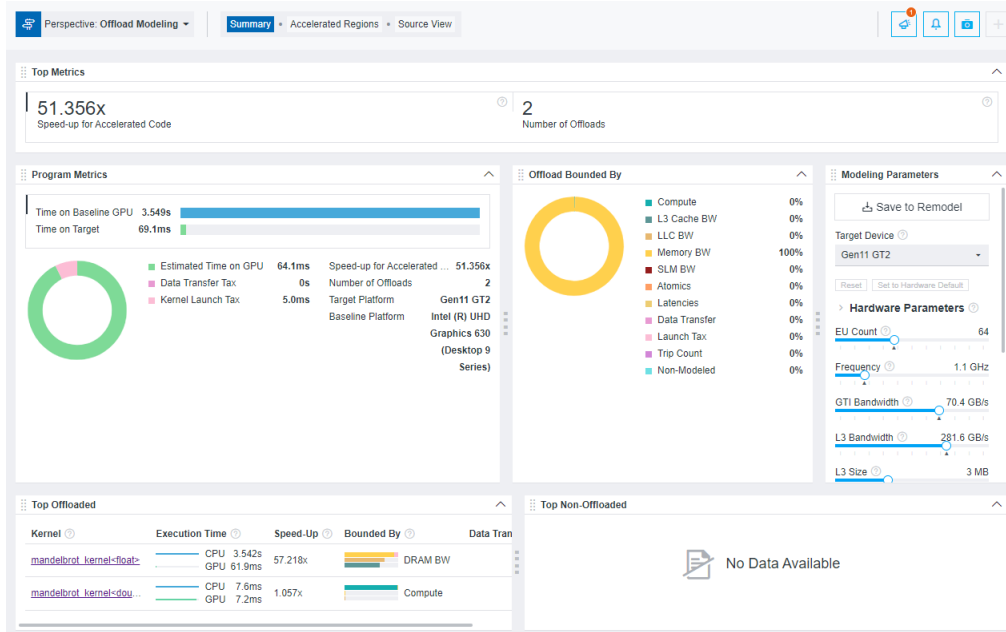 Perspective: Offload Modeling
Summary Accelerated Regions Source View
1
Top Metrics
51.356x
Speed-up for Accelerated Code
2
Number of Offloads
Program Metrics
Time on Baseline GPU 3.549s
Time on Target 69.1ms
Estimated Time on GPU 64.1ms
Data Transfer Tax 0s
Kernel Launch Tax 5.0ms
Speed-up for Accelerated ... 51.356x
Number of Offloads 2
Target Platform Gen11 GT2
Baseline Platform Intel (R) UHD
Graphics 630
(Desktop 9
Series)
Offload Bounded By
Compute 0%
L3 Cache BW 0%
LLC BW 0%
Memory BW 100%
SLM BW 0%
Atomics 0%
Latencies 0%
Data Transfer 0%
Launch Tax 0%
Trip Count 0%
Non-Modeled 0%
Modeling Parameters
Save to Remodel
Target Device
Gen11 GT2
Reset Set to Hardware Default
Hardware Parameters
EU Count 64
Frequency 1.1 GHz
GTI Bandwidth 70.4 GB/s
L3 Bandwidth 281.6 GB/s
L3 Size 3 MB
Top Offloaded
Kernel Execution Time Speed-Up Bounded By Data Tran
mandelbrot_kernel<float> CPU 3.542s 57.218x DRAM BW
GPU 61.9ms
mandelbrot_kernel<dou... CPU 7.6ms 1.057x Compute
GPU 7.2ms
Top Non-Offloaded
No Data Available